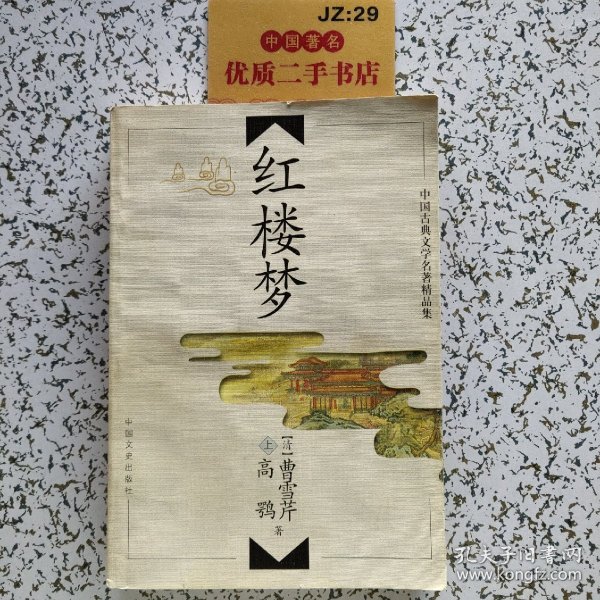 JZ:29
中国著名
优质二手书店
红楼梦
中国古典文学名著精品集
上
【清】曹雪芹
高鹗
著
中国文史出版社
孔夫子旧书网
www.kongfz.com